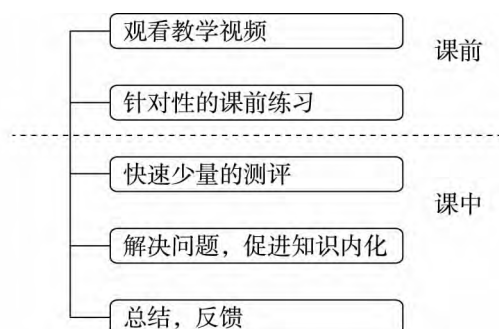 观看教学视频
课前
针对性的课前练习
快速少量的测评
课中
解决问题，促进知识内化
总结，反馈